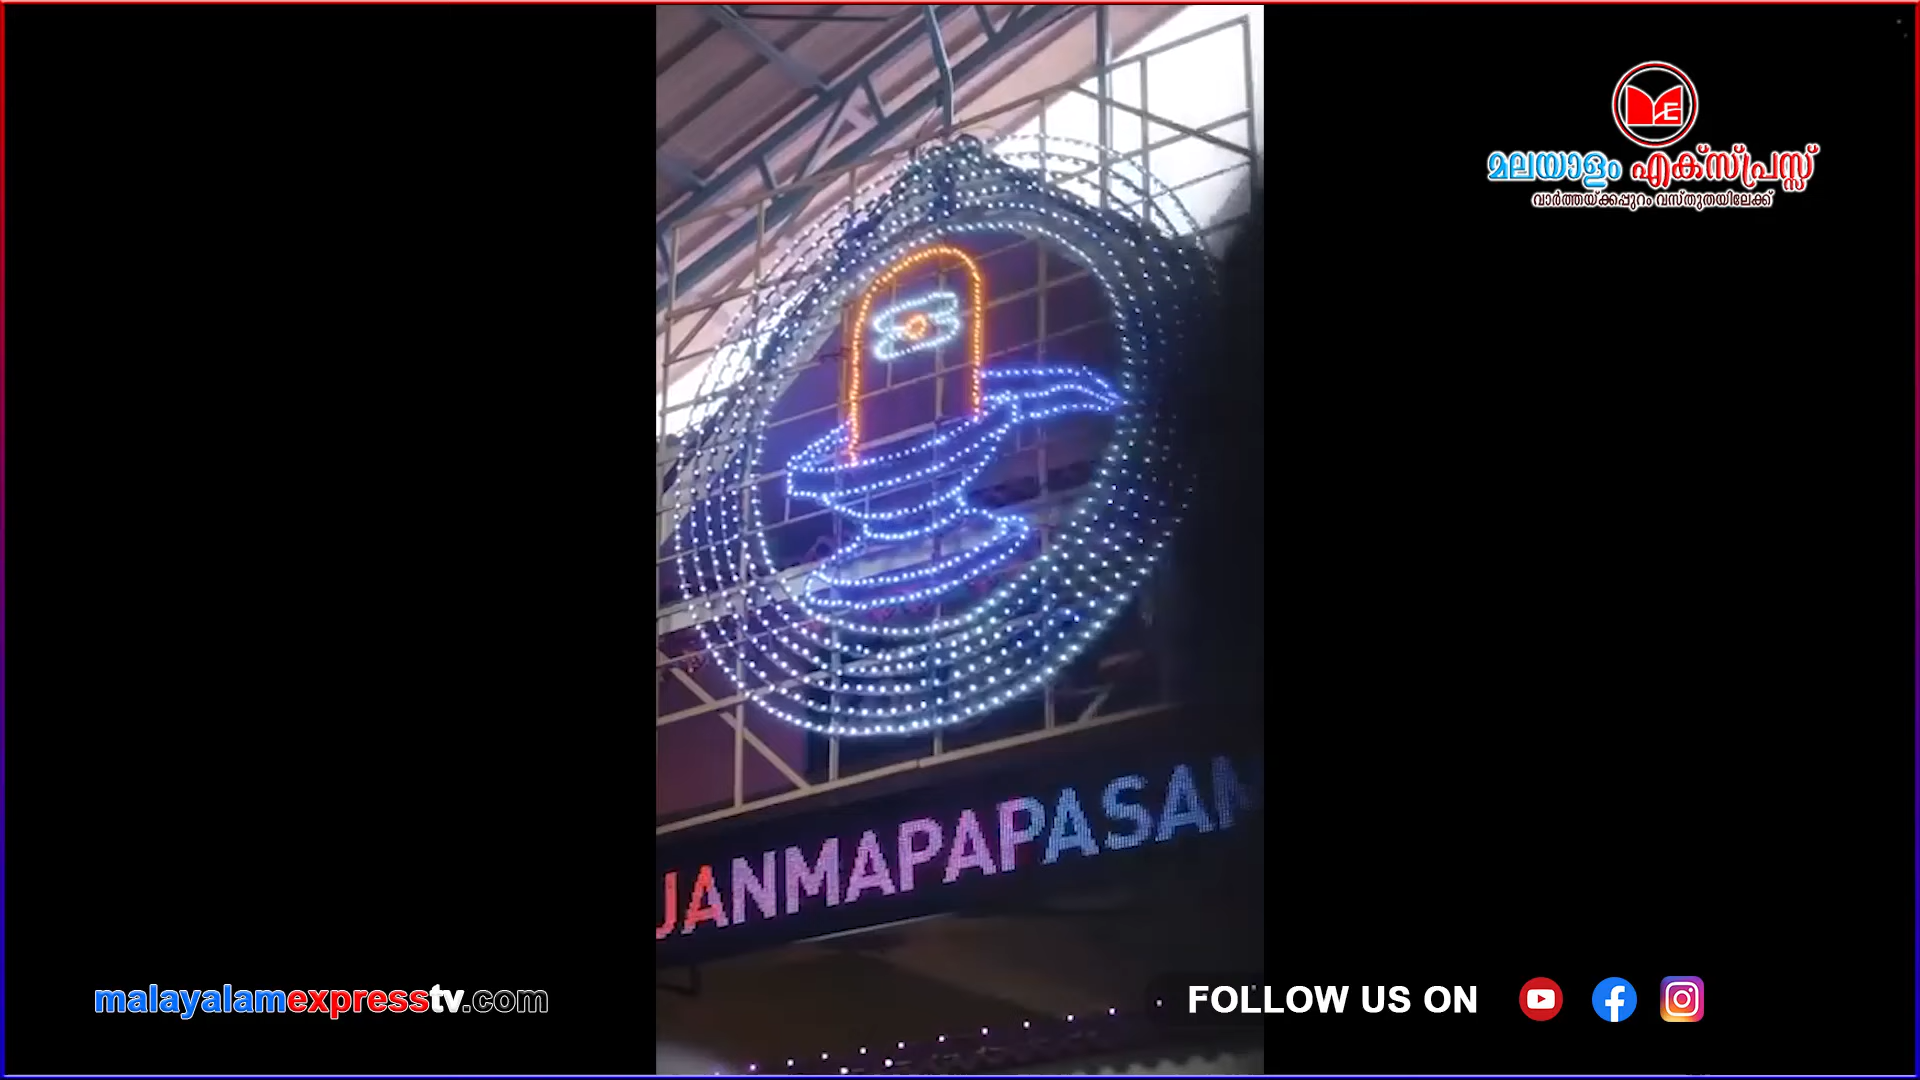 മലയാളം എക്സ്പ്രസ്സ്
വാർത്തയ്ക്കപ്പുറം വസ്തുതയിലേക്ക്
JANMAPAPASAN
malayalamexpresstv.com
FOLLOW US ON